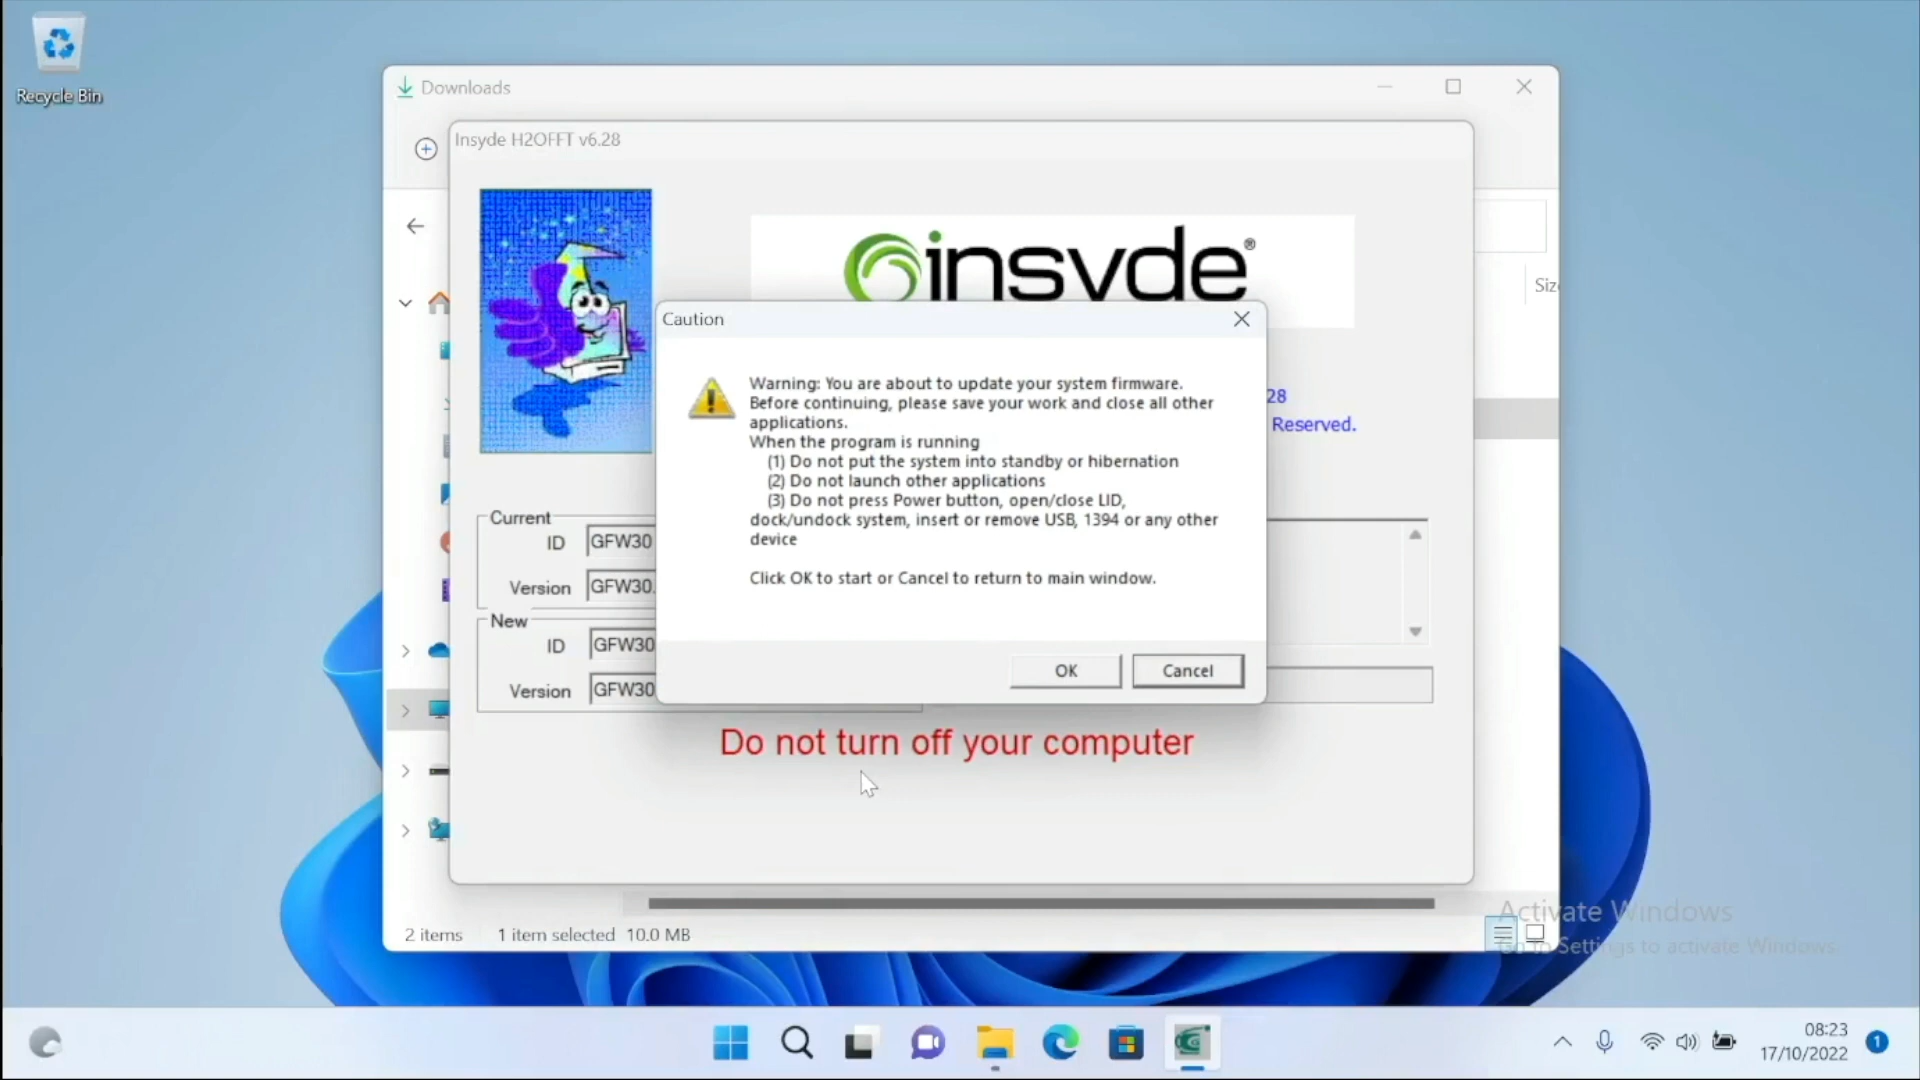 Recycle Bin
Downloads
Insyde H2OFFT v6.28
insyde®
Siz
Caution
Warning: You are about to update your system firmware.
Before continuing, please save your work and close all other
applications.
When the program is running
(1) Do not put the system into standby or hibernation
(2) Do not launch other applications
(3) Do not press Power button, open/close LID,
dock/undock system, insert or remove USB, 1394 or any other
device
Click OK to start or Cancel to return to main window.
OK
Cancel
28
Reserved.
Current
ID
GFW30
Version
GFW30.
New
ID
GFW30
Version
GFW30
Do not turn off your computer
2 items
1 item selected 10.0 MB
Activate Windows
Go to Settings to activate Windows.
08:23
17/10/2022
1